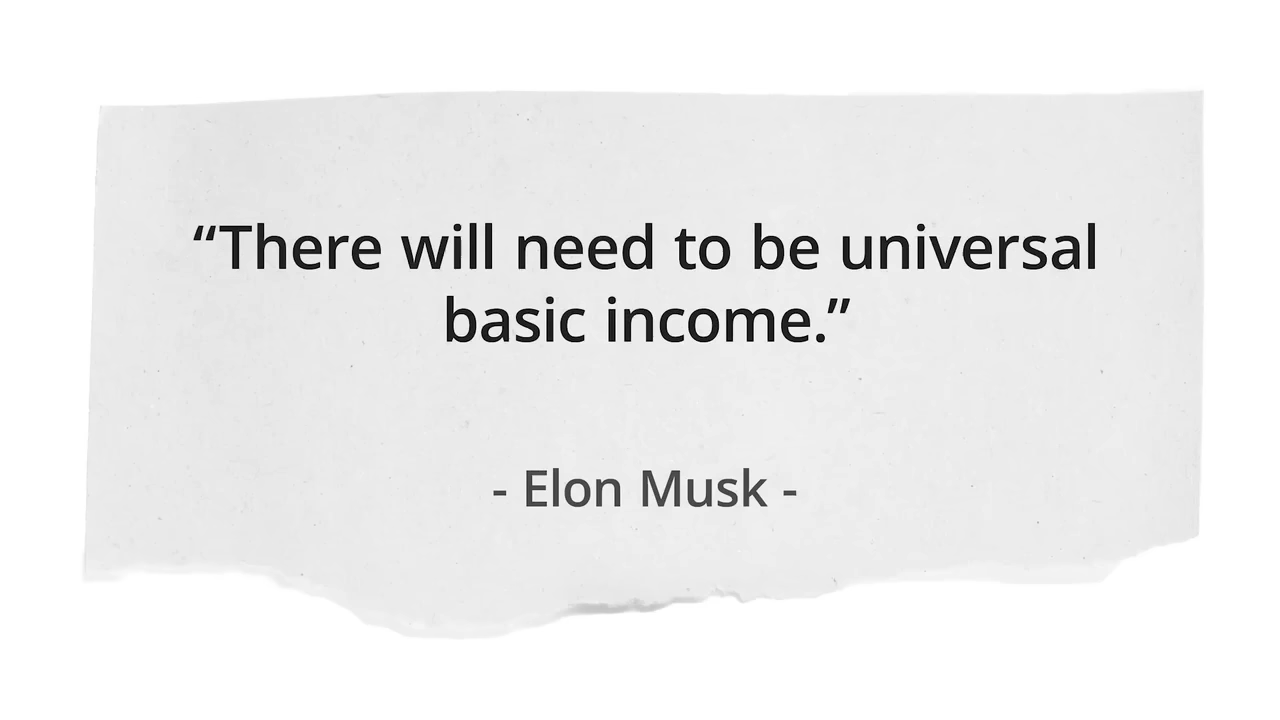 “There will need to be universal
basic income.”
- Elon Musk -